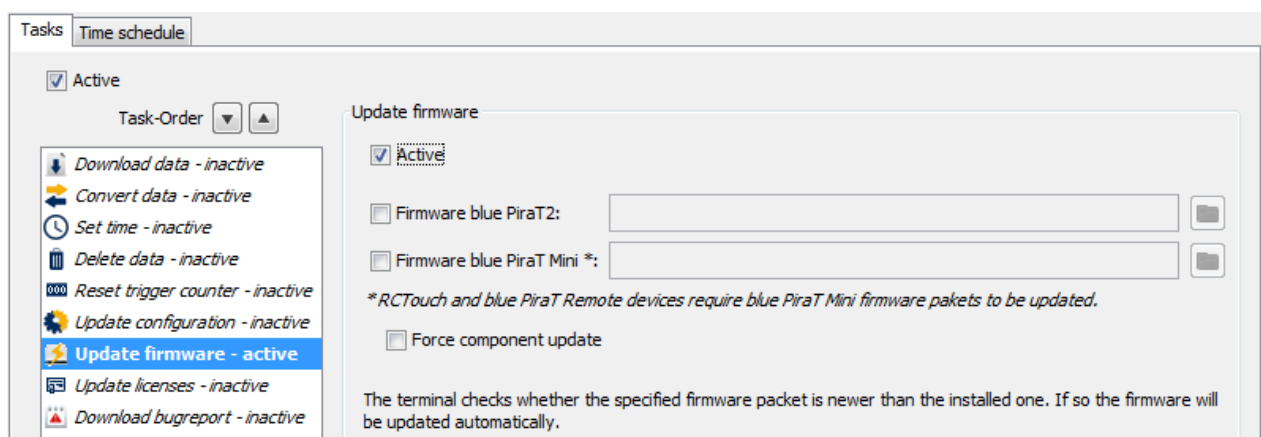 Tasks
Time schedule
Active
Task-Order
Download data - inactive
Convert data - inactive
Set time - inactive
Delete data - inactive
000 Reset trigger counter - inactive
Update configuration - inactive
Update firmware - active
Update licenses - inactive
Download bugreport - inactive
Update firmware
Active
Firmware blue PiraT2:
Firmware blue PiraT Mini *:
*RCTouch and blue PiraT Remote devices require blue PiraT Mini firmware pakets to be updated.
Force component update
The terminal checks whether the specified firmware packet is newer than the installed one. If so the firmware will
be updated automatically.